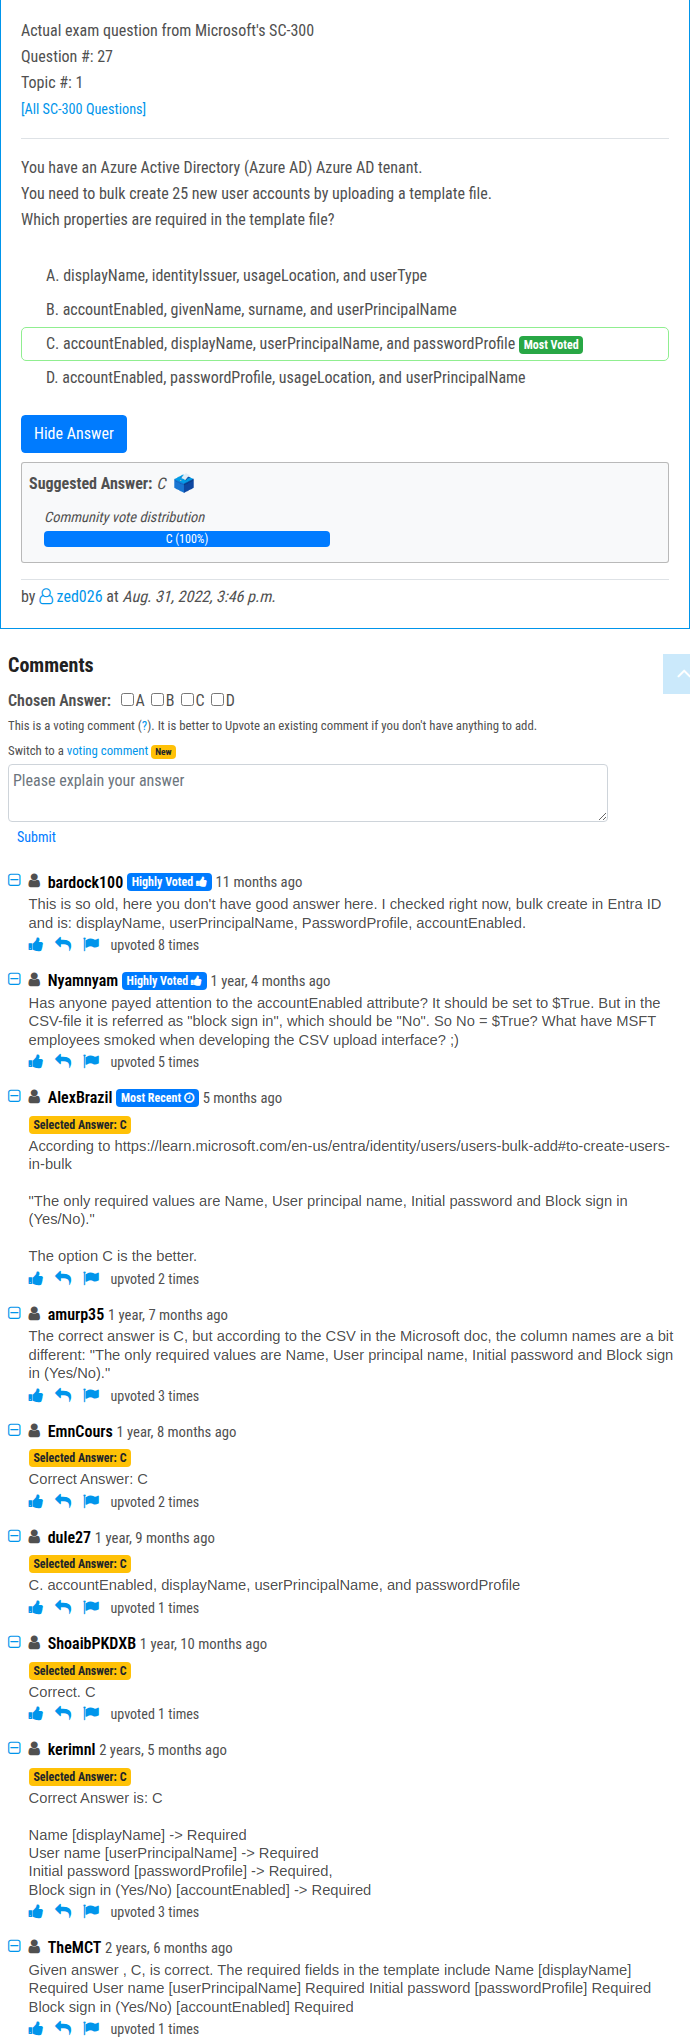 Actual exam question from Microsoft's SC-300
Question #: 27
Topic #: 1
[All SC-300 Questions]
You have an Azure Active Directory (Azure AD) Azure AD tenant.
You need to bulk create 25 new user accounts by uploading a template file.
Which properties are required in the template file?
A. displayName, identityIssuer, usageLocation, and userType
B. accountEnabled, givenName, surname, and userPrincipalName
C. accountEnabled, displayName, userPrincipalName, and passwordProfile Most Voted
D. accountEnabled, passwordProfile, usageLocation, and userPrincipalName
Hide Answer
Suggested Answer: C
Community vote distribution
C (100%)
by zed026 at Aug. 31, 2022, 3:46 p.m.
Comments
Chosen Answer: A B C D
This is a voting comment (?). It is better to Upvote an existing comment if you don't have anything to add.
Switch to a voting comment New
Please explain your answer
Submit
bardock100 Highly Voted 11 months ago
This is so old, here you don't have good answer here. I checked right now, bulk create in Entra ID
and is: displayName, userPrincipalName, PasswordProfile, accountEnabled.
upvoted 8 times
Nyamnyam Highly Voted 1 year, 4 months ago
Has anyone payed attention to the accountEnabled attribute? It should be set to $True. But in the
CSV-file it is referred as "block sign in", which should be "No". So No = $True? What have MSFT
employees smoked when developing the CSV upload interface? ;)
upvoted 5 times
AlexBrazil Most Recent 5 months ago
Selected Answer: C
According to https://learn.microsoft.com/en-us/entra/identity/users/users-bulk-add#to-create-users-
in-bulk
"The only required values are Name, User principal name, Initial password and Block sign in
(Yes/No)."
The option C is the better.
upvoted 2 times
amurp35 1 year, 7 months ago
The correct answer is C, but according to the CSV in the Microsoft doc, the column names are a bit
different: "The only required values are Name, User principal name, Initial password and Block sign
in (Yes/No)."
upvoted 3 times
EmnCours 1 year, 8 months ago
Selected Answer: C
Correct Answer: C
upvoted 2 times
dule27 1 year, 9 months ago
Selected Answer: C
C. accountEnabled, displayName, userPrincipalName, and passwordProfile
upvoted 1 times
ShoaibPKDXB 1 year, 10 months ago
Selected Answer: C
Correct. C
upvoted 1 times
kerimnl 2 years, 5 months ago
Selected Answer: C
Correct Answer is: C
Name [displayName] -> Required
User name [userPrincipalName] -> Required
Initial password [passwordProfile] -> Required,
Block sign in (Yes/No) [accountEnabled] -> Required
upvoted 3 times
TheMCT 2 years, 6 months ago
Given answer , C, is correct. The required fields in the template include Name [displayName]
Required User name [userPrincipalName] Required Initial password [passwordProfile] Required
Block sign in (Yes/No) [accountEnabled] Required
upvoted 1 times